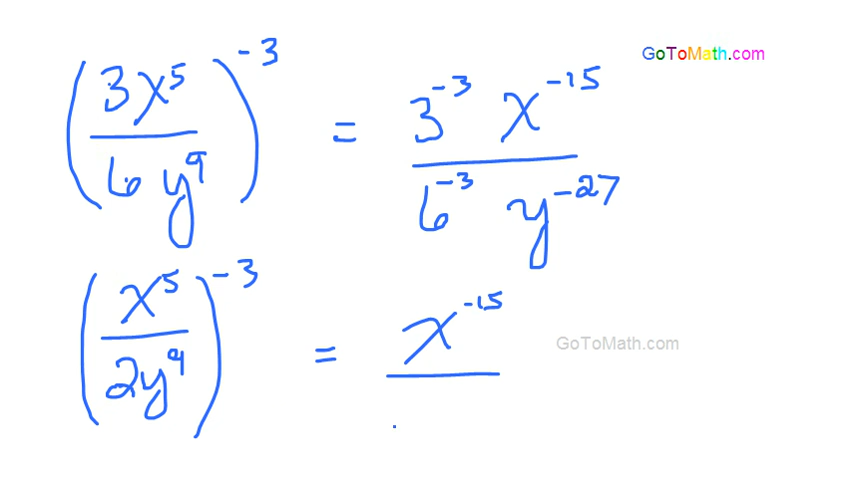 GoToMath.com
(3x^5 / 6y^9)^-3 = 3^-3 x^-15 / 6^-3 y^-27
(x^5 / 2y^9)^-3 = x^-15
GoToMath.com